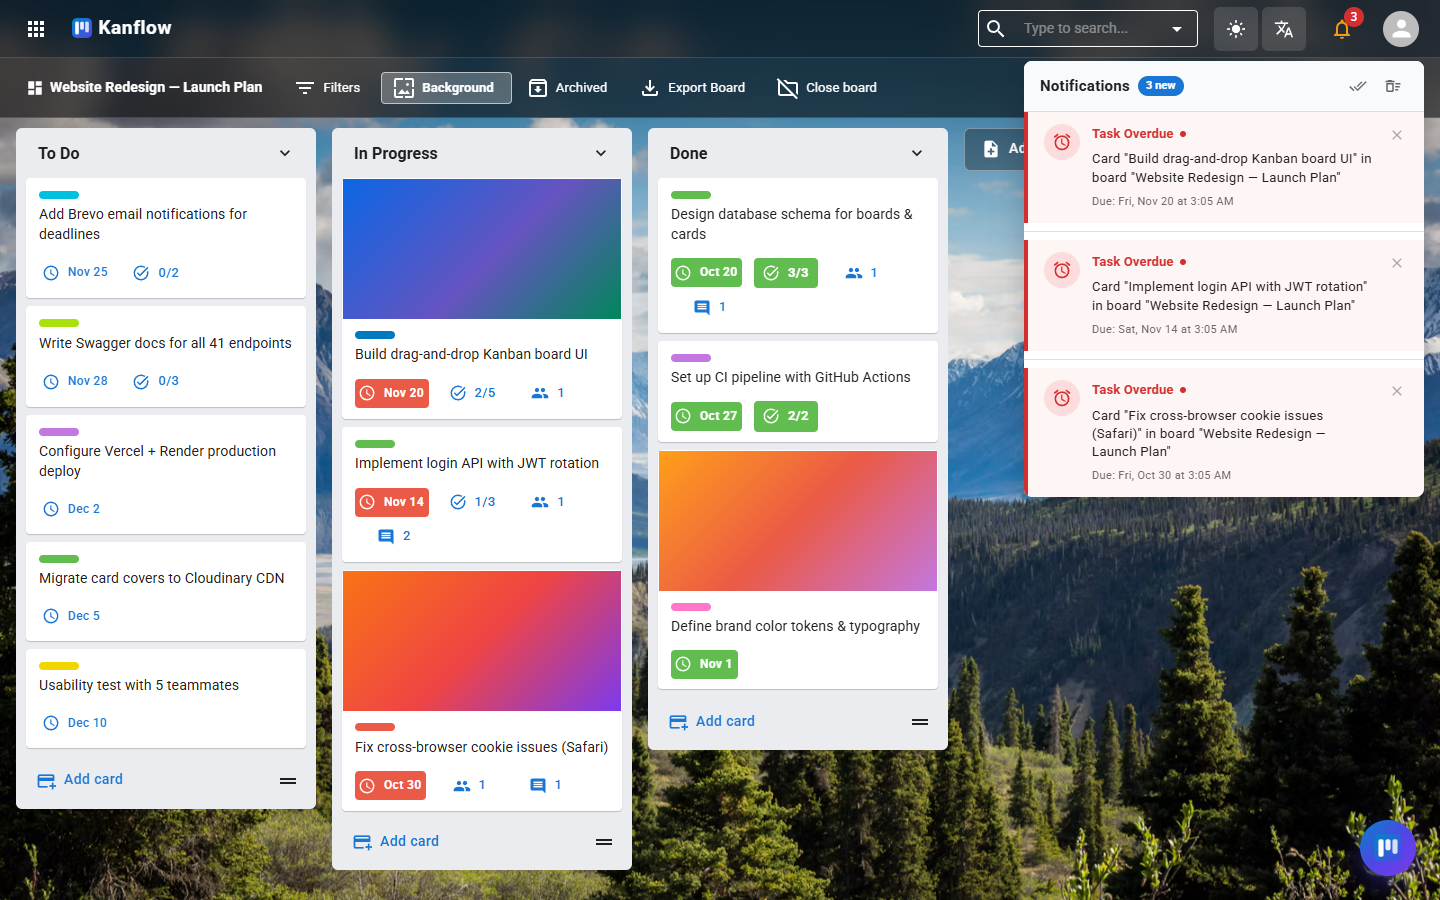 Kanflow
Type to search...
3
Website Redesign — Launch Plan
Filters
Background
Archived
Export Board
Close board
To Do
Add Brevo email notifications for
deadlines
Nov 25
0/2
Write Swagger docs for all 41 endpoints
Nov 28
0/3
Configure Vercel + Render production
deploy
Dec 2
Migrate card covers to Cloudinary CDN
Dec 5
Usability test with 5 teammates
Dec 10
Add card
In Progress
Build drag-and-drop Kanban board UI
Nov 20
2/5
1
Implement login API with JWT rotation
Nov 14
1/3
1
2
Fix cross-browser cookie issues (Safari)
Oct 30
1
1
Add card
Done
Design database schema for boards &
cards
Oct 20
3/3
1
1
Set up CI pipeline with GitHub Actions
Oct 27
2/2
Define brand color tokens & typography
Nov 1
Add card
Notifications
3 new
Task Overdue
Card "Build drag-and-drop Kanban board UI" in
board "Website Redesign — Launch Plan"
Due: Fri, Nov 20 at 3:05 AM
Task Overdue
Card "Implement login API with JWT rotation"
in board "Website Redesign — Launch Plan"
Due: Sat, Nov 14 at 3:05 AM
Task Overdue
Card "Fix cross-browser cookie issues
(Safari)" in board "Website Redesign —
Launch Plan"
Due: Fri, Oct 30 at 3:05 AM